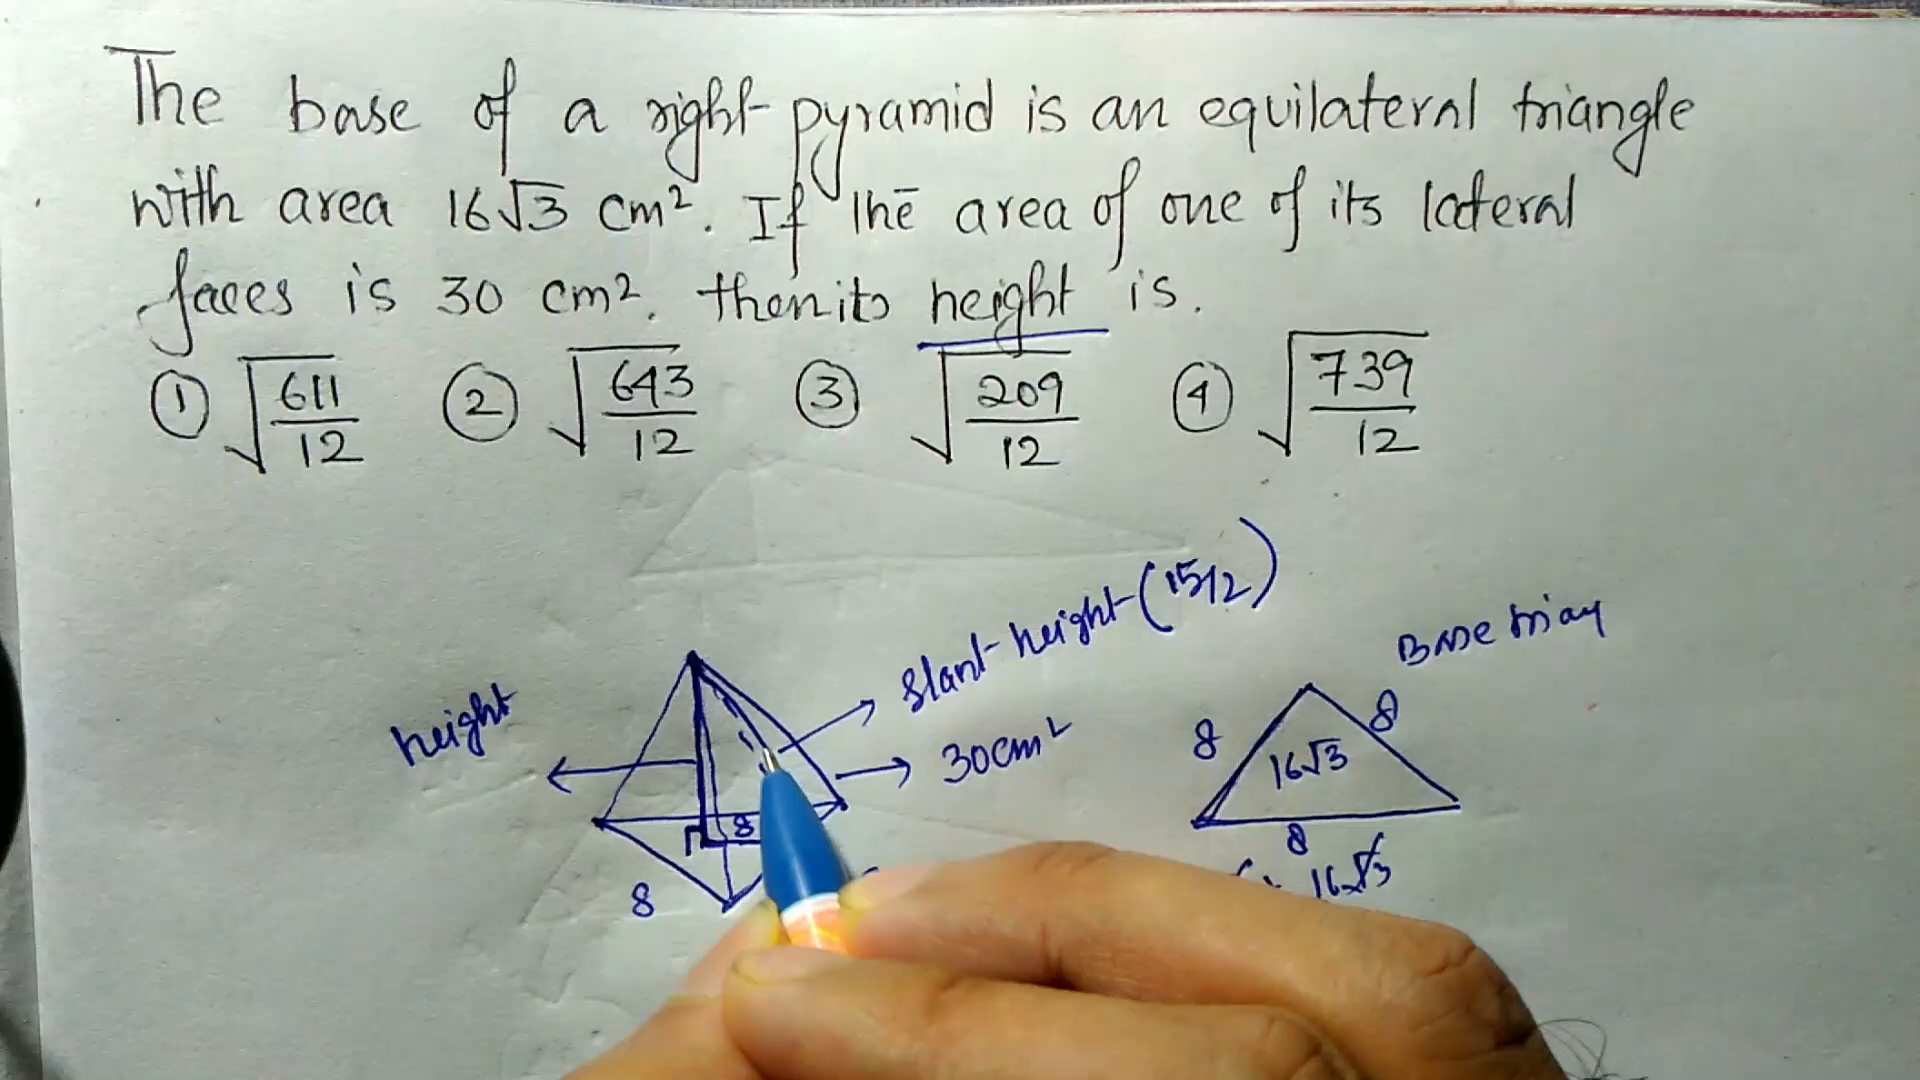 The base of a right pyramid is an equilateral triangle
with area 16√3 cm². If the area of one of its lateral
faces is 30 cm². then its height is.
① √611/12 ② √643/12 ③ √209/12 ④ √739/12
slant-height-(15/2)
Base
height
30cm²
8 8
16√3
8
8
8
16√3